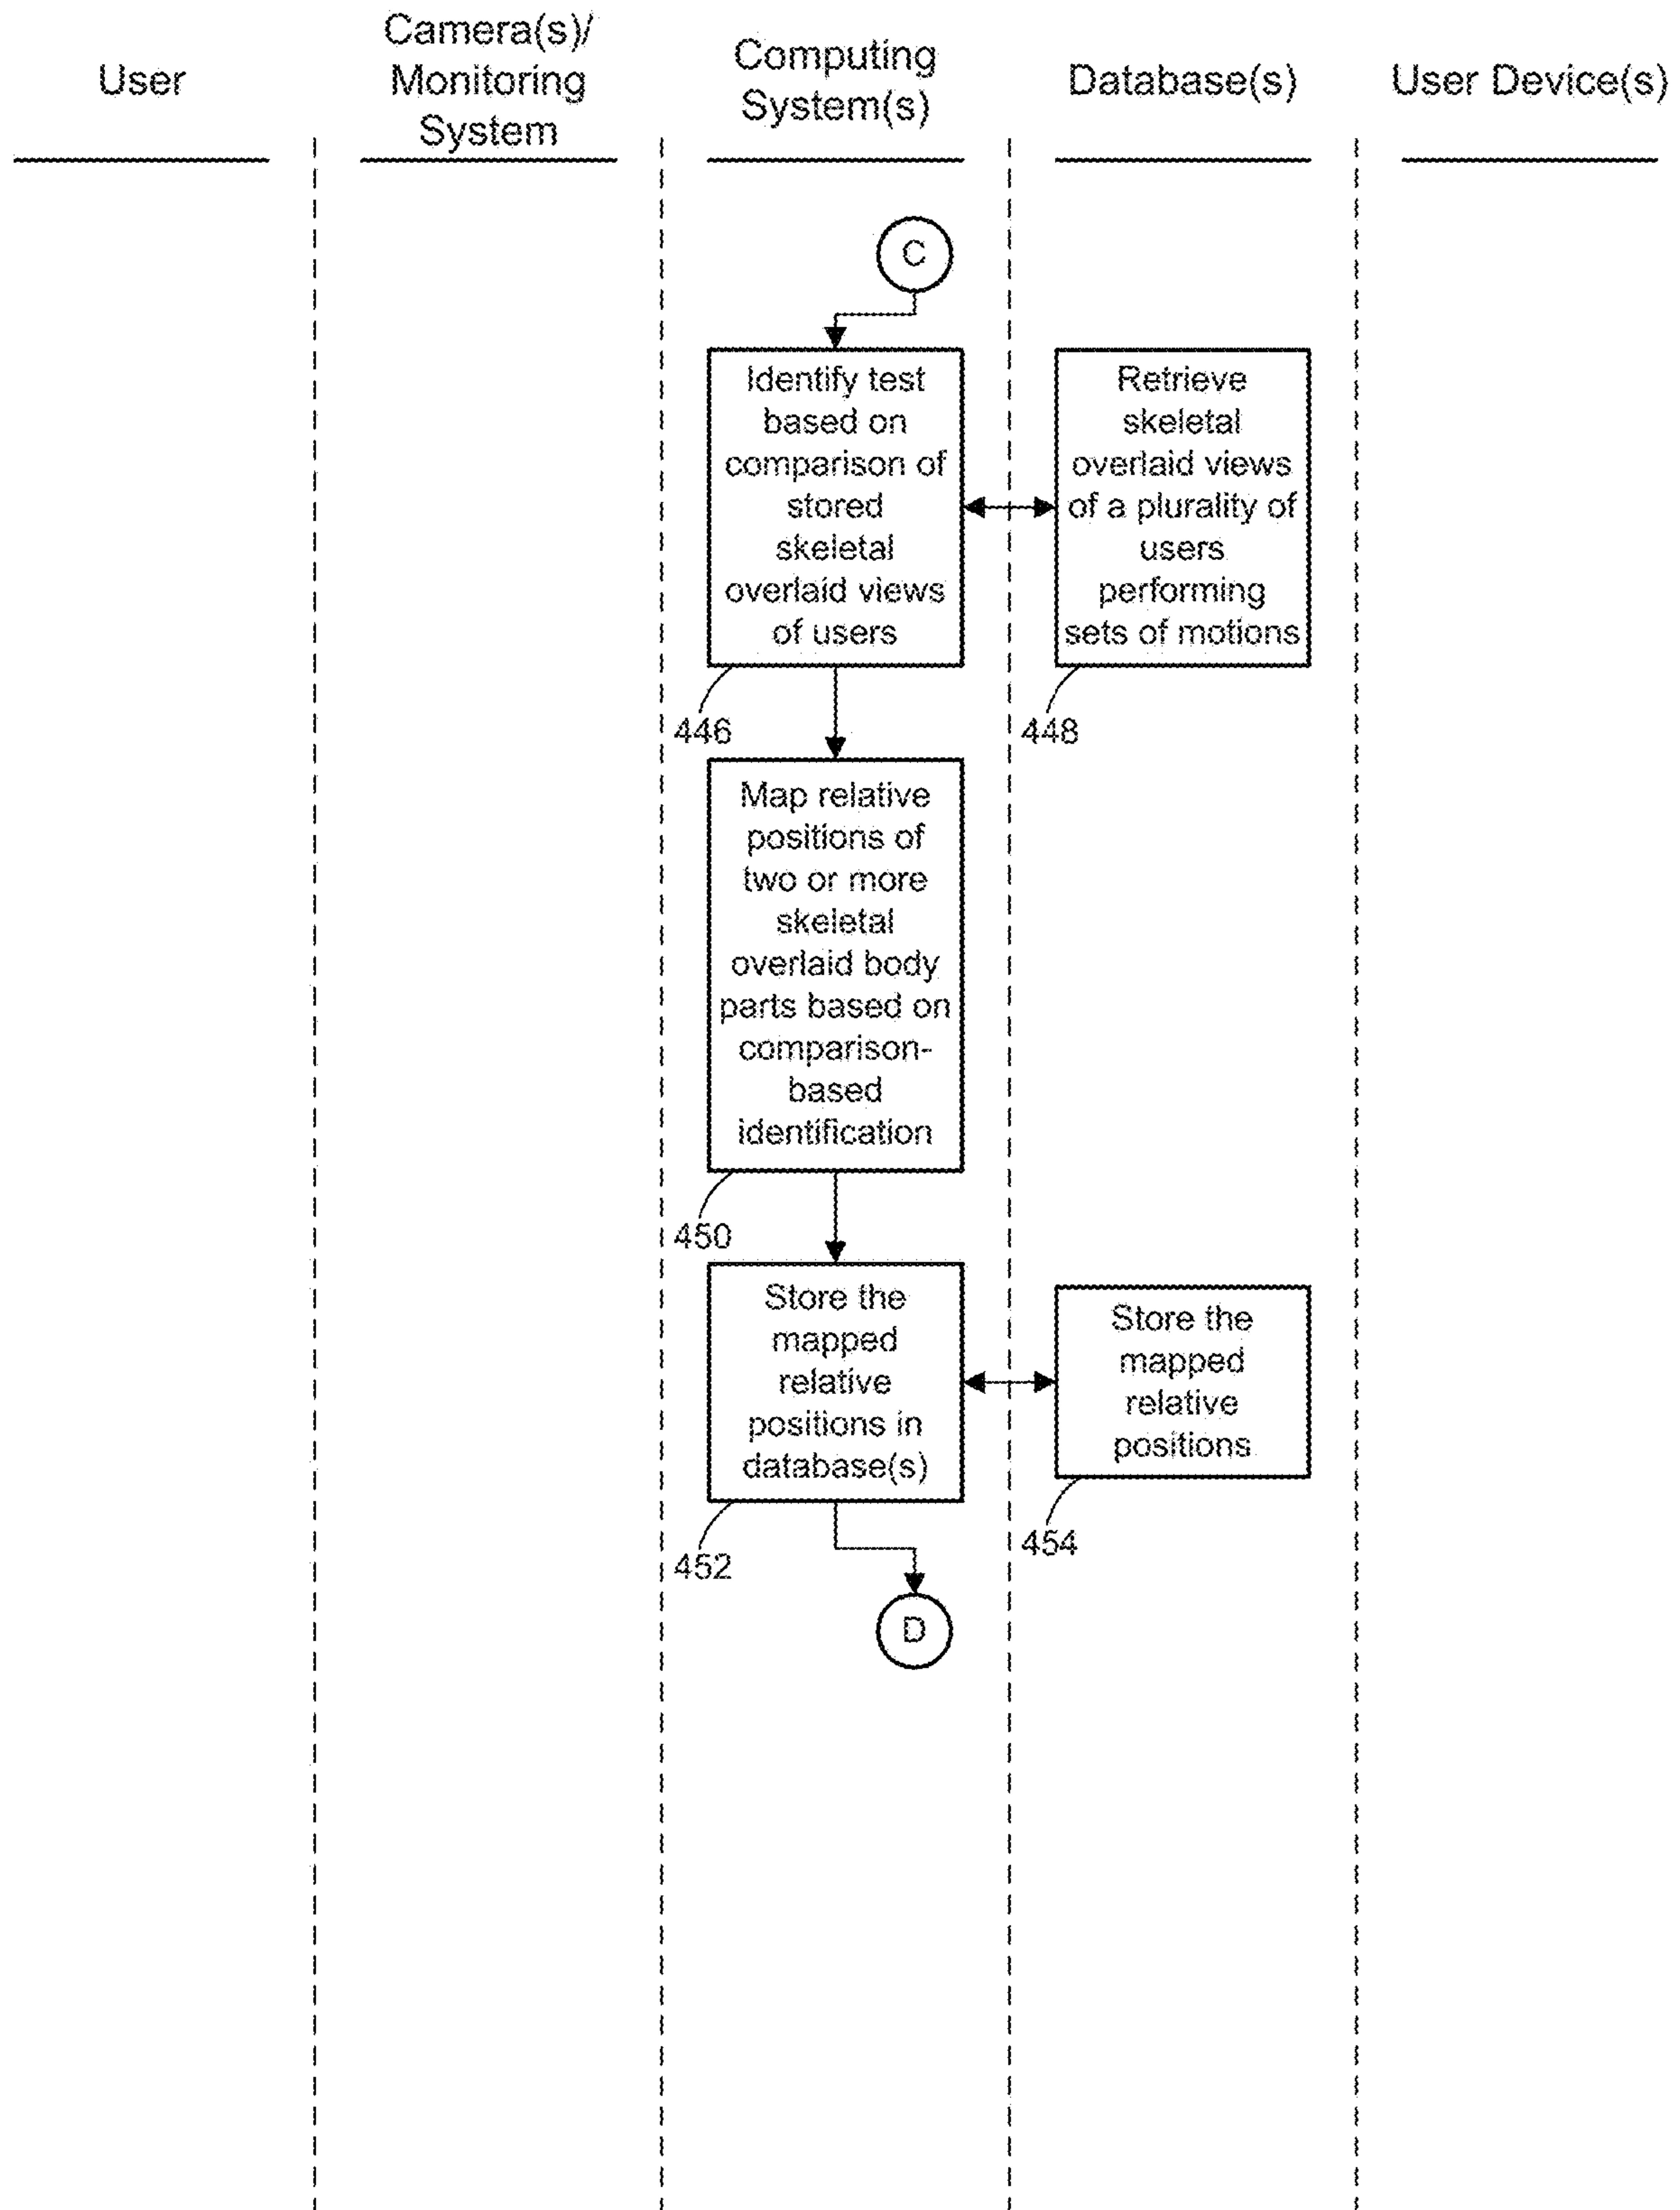 User
Camera(s)/
Monitoring
System
Computing
System(s)
Database(s)
User Device(s)
C
Identify test
based on
comparison of
stored
skeletal
overlaid views
of users
446
Retrieve
skeletal
overlaid views
of a plurality of
users
performing
sets of motions
448
Map relative
positions of
two or more
skeletal
overlaid body
parts based on
comparison-
based
identification
450
Store the
mapped
relative
positions in
database(s)
452
Store the
mapped
relative
positions
454
D